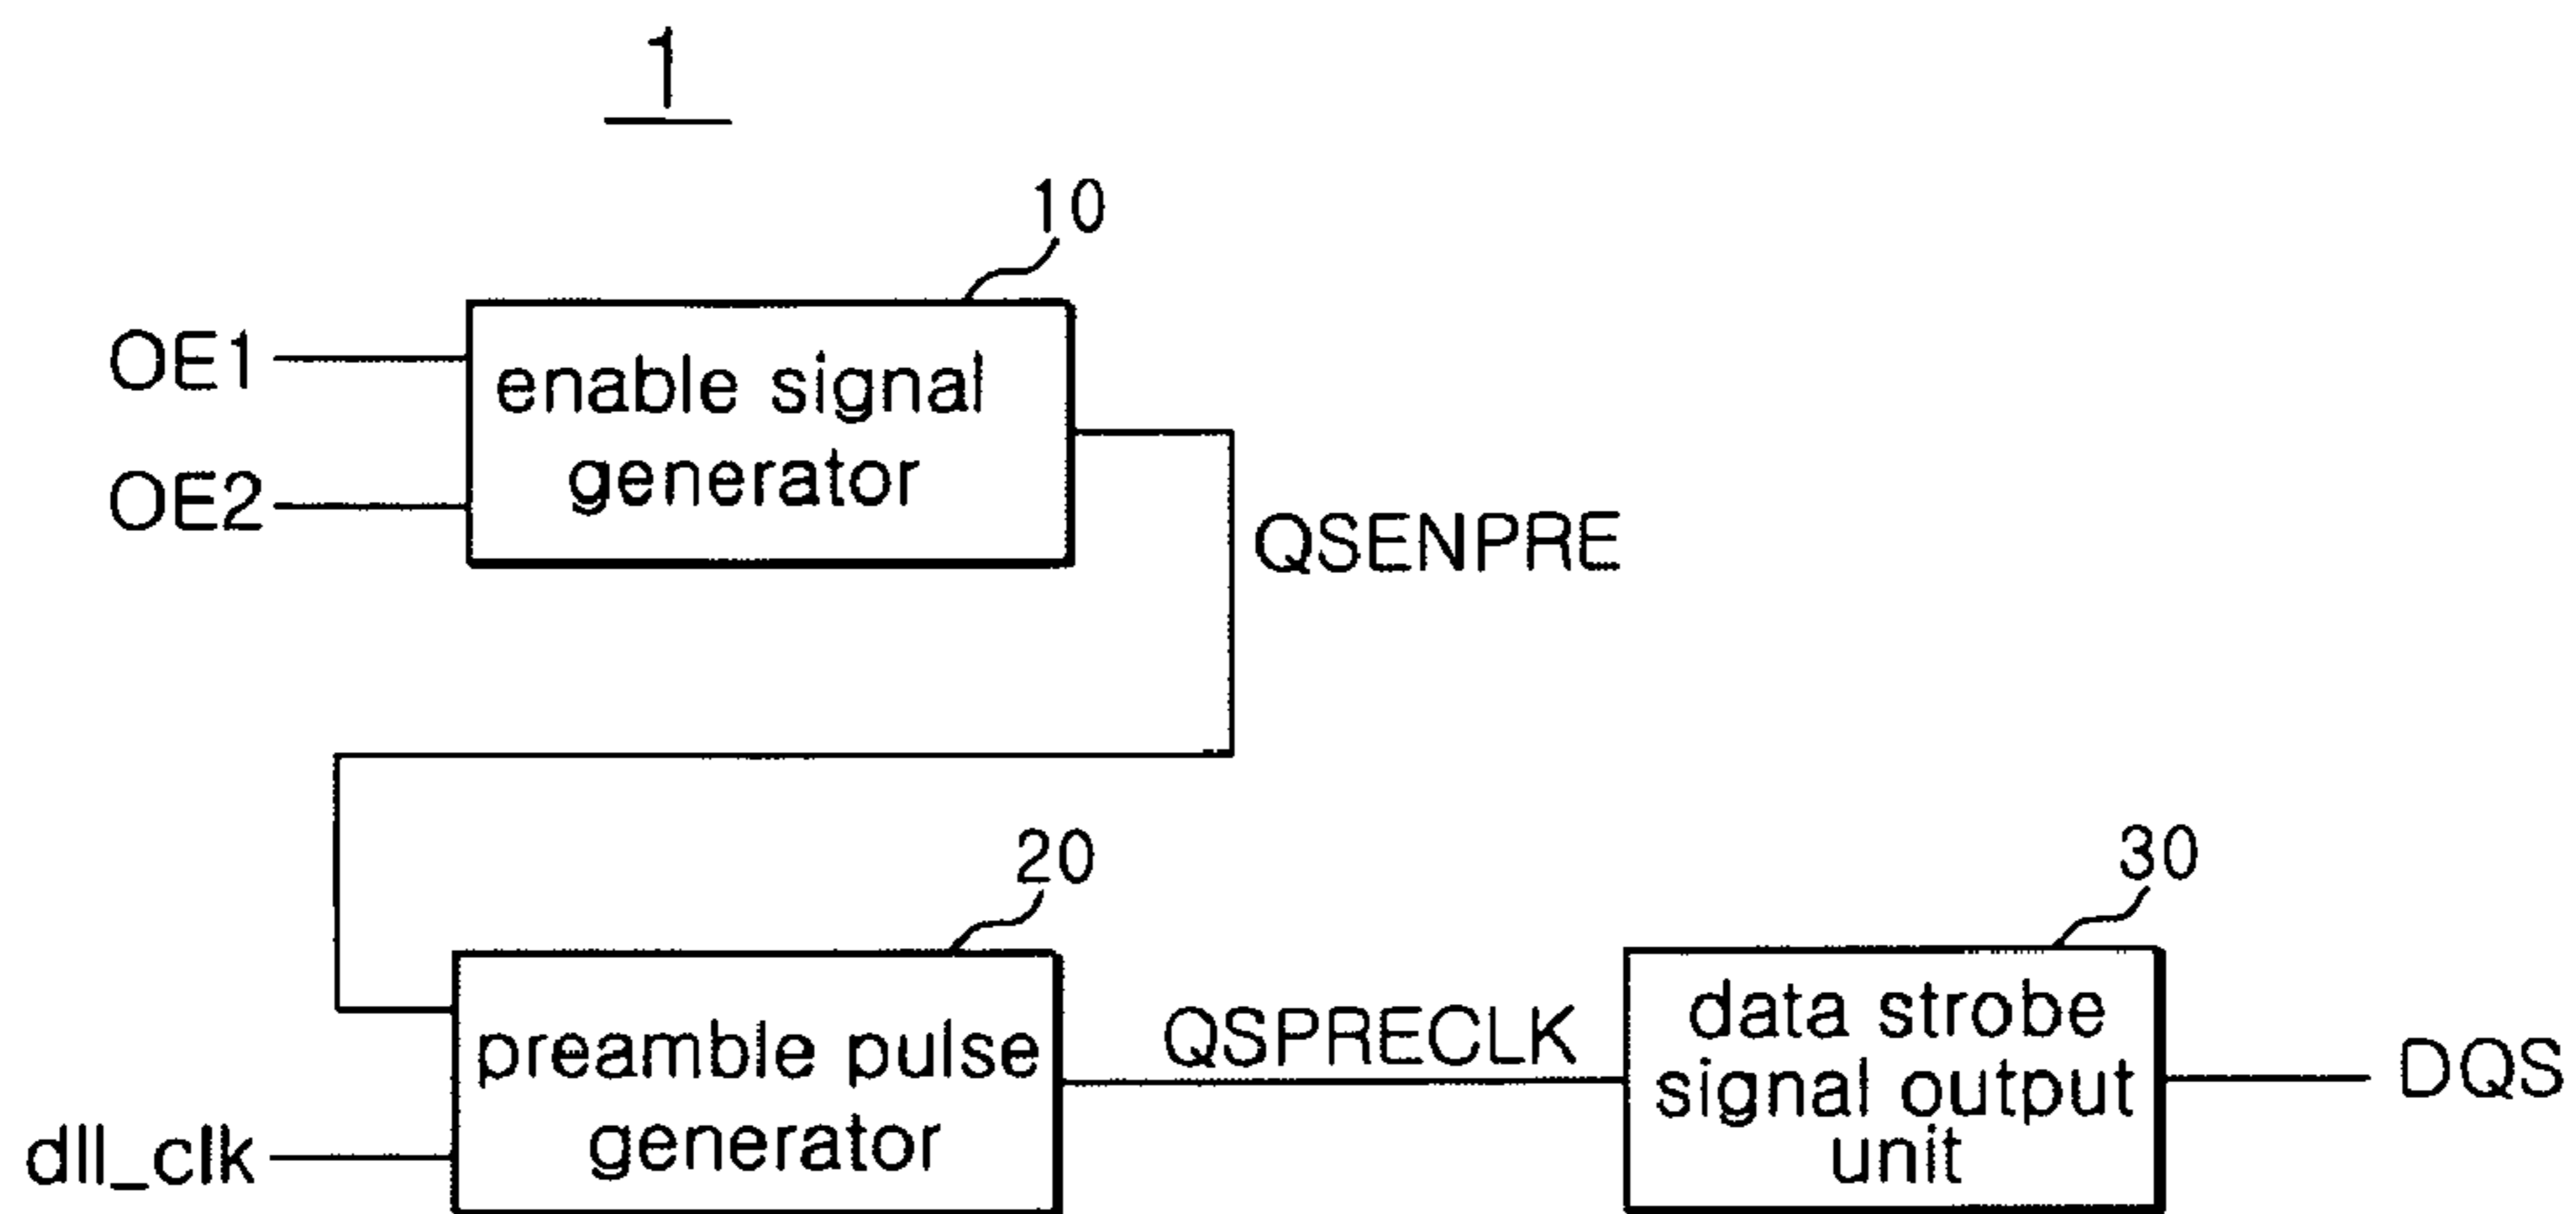 1
10
OE1
enable signal
generator
OE2
QSENPRE
20
30
preamble pulse
generator
dll_clk
QSPRECLK
data strobe
signal output
unit
DQS